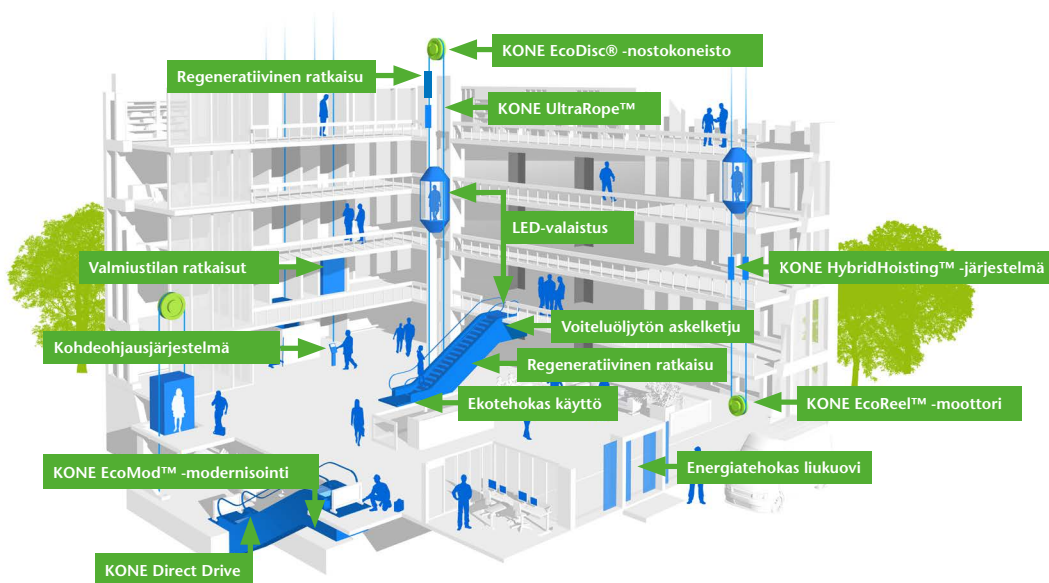 KONE EcoDisc® -nostokoneisto
Regeneratiivinen ratkaisu
KONE UltraRope™
LED-valaistus
Valmiustilan ratkaisut
KONE HybridHoisting™ -järjestelmä
Voiteluöljytön askelketju
Kohdeohjausjärjestelmä
Regeneratiivinen ratkaisu
Ekotehokas käyttö
KONE EcoReel™ -moottori
KONE EcoMod™ -modernisointi
Energiatehokas liukuovi
KONE Direct Drive